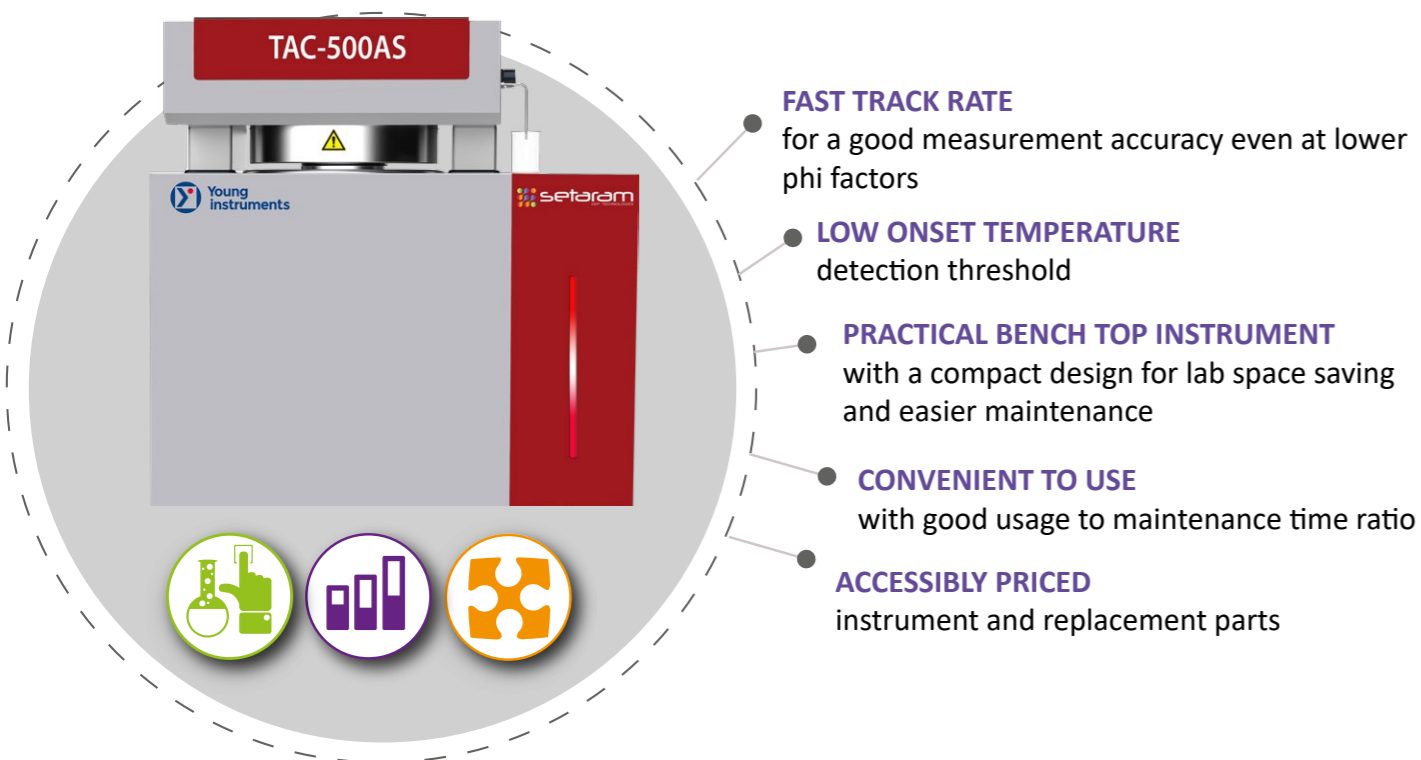 TAC-500AS
Young
instruments
setaram
FAST TRACK RATE
for a good measurement accuracy even at lower
phi factors
LOW ONSET TEMPERATURE
detection threshold
PRACTICAL BENCH TOP INSTRUMENT
with a compact design for lab space saving
and easier maintenance
CONVENIENT TO USE
with good usage to maintenance time ratio
ACCESSIBLY PRICED
instrument and replacement parts